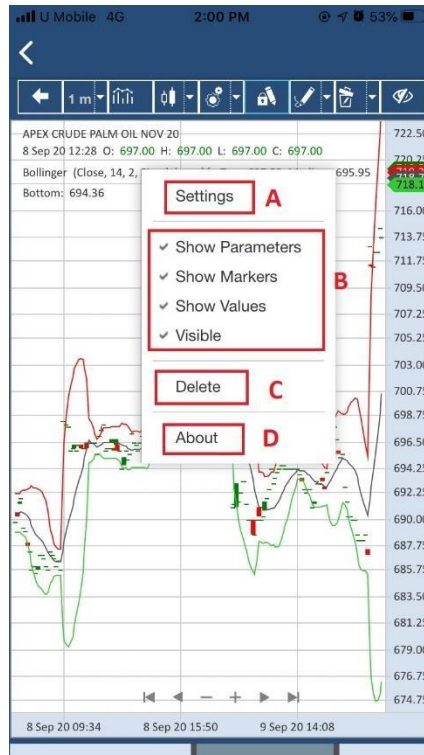 U Mobile 4G 2:00 PM 53%
1 m
APEX CRUDE PALM OIL NOV 20
8 Sep 20 12:28 O: 697.00 H: 697.00 L: 697.00 C: 697.00
Bollinger (Close, 14, 2, 695.95
Bottom: 694.36
Settings A
Show Parameters
Show Markers
Show Values
Visible
B
Delete C
About D
722.50
718.1
716.00
713.75
711.75
709.50
707.25
705.25
703.00
700.75
698.75
696.50
694.25
692.25
690.00
687.75
685.75
683.50
681.25
679.00
676.75
674.75
8 Sep 20 09:34 8 Sep 20 15:50 9 Sep 20 14:08